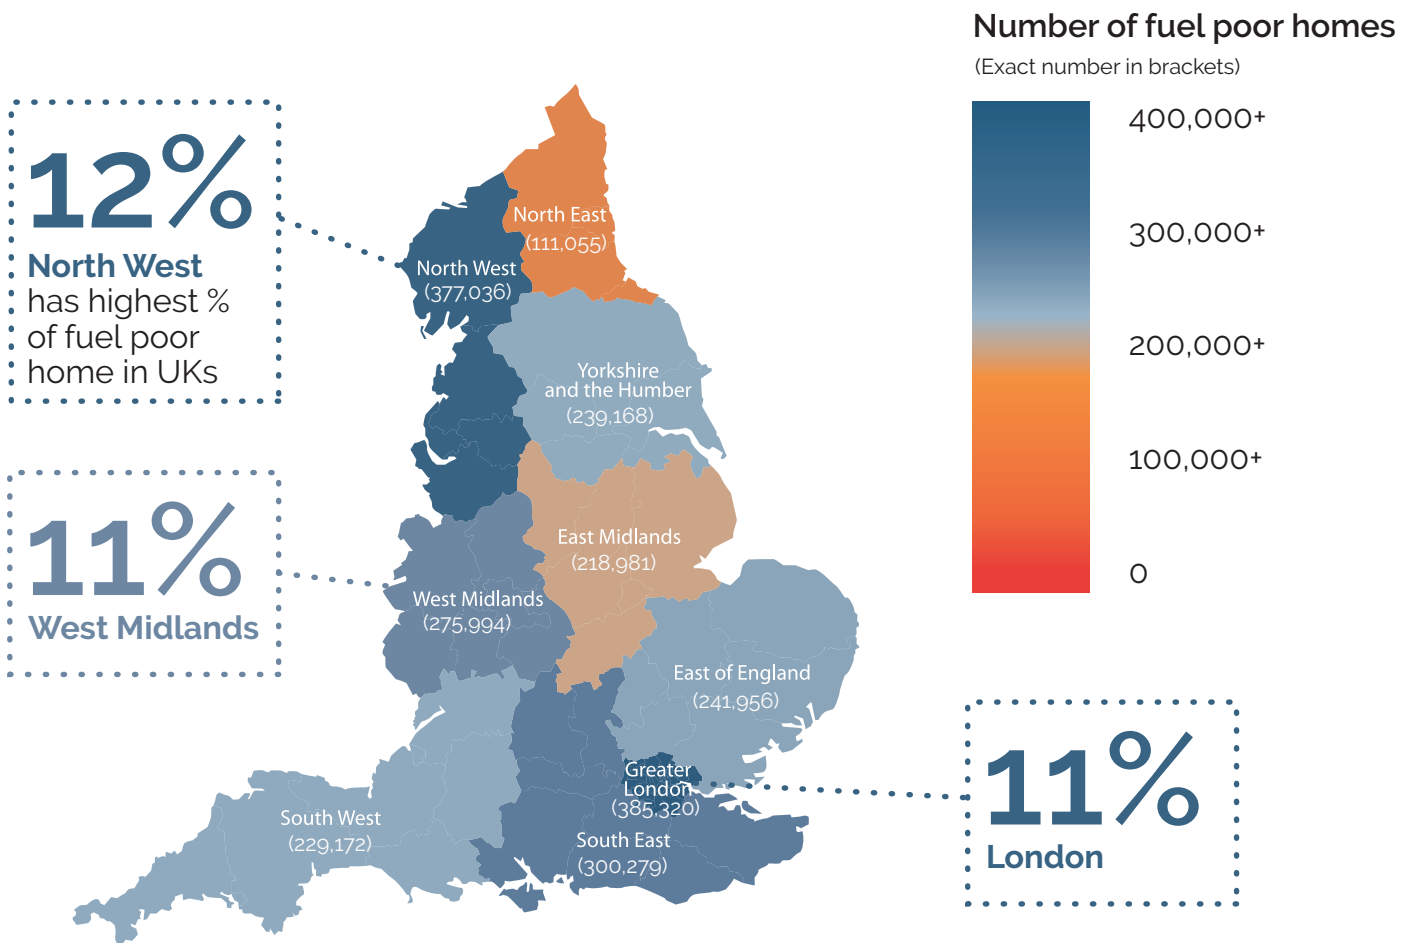 Number of fuel poor homes
(Exact number in brackets)
400,000+
300,000+
200,000+
100,000+
0
12%
North West
has highest %
of fuel poor
home in UKs
11%
West Midlands
North East
(111,055)
North West
(377,036)
Yorkshire
and the Humber
(239,168)
East Midlands
(218,981)
West Midlands
(275,994)
East of England
(241,956)
Greater
London
(385,320)
South West
(229,172)
South East
(300,279)
11%
London